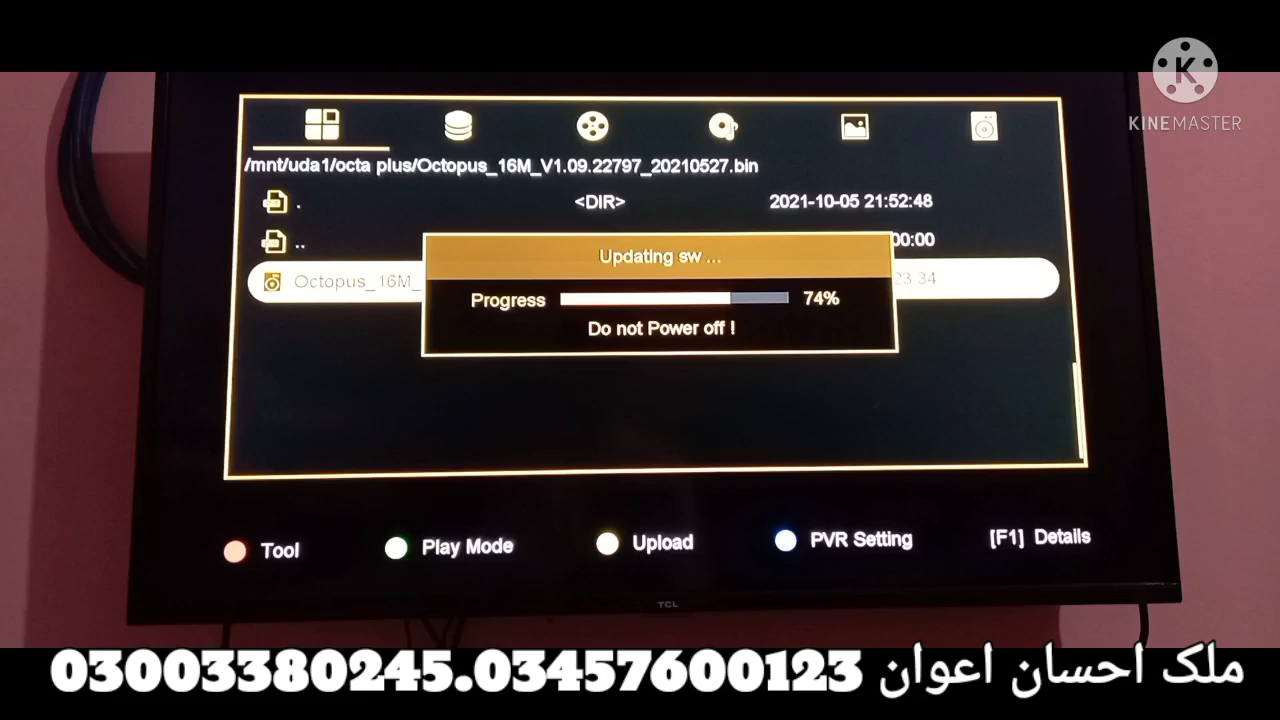 KINEMASTER
/mnt/uda1/octa plus/Octopus_16M_V1.09.22797_20210527.bin
. <DIR> 2021-10-05 21:52:48
.. 00:00
Octopus_16M_ 23 34
Updating sw ...
Progress 74%
Do not Power off !
Tool Play Mode Upload PVR Setting [F1] Details
TCL
03003380245.03457600123 ملک احسان اعوان